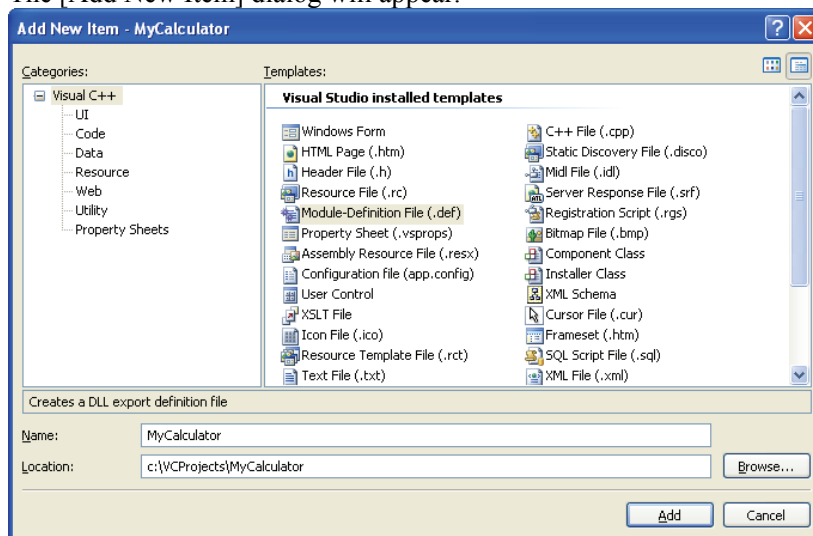 The [Add New Item] dialog will appear.
Add New Item - MyCalculator
Categories:
Templates:
Visual C++
UI
Code
Data
Resource
Web
Utility
Property Sheets
Visual Studio installed templates
Windows Form
HTML Page (.htm)
Header File (.h)
Resource File (.rc)
Module-Definition File (.def)
Property Sheet (.vsprops)
Assembly Resource File (.resx)
Configuration file (app.config)
User Control
XSLT File
Icon File (.ico)
Resource Template File (.rct)
Text File (.txt)
C++ File (.cpp)
Static Discovery File (.disco)
Midl File (.idl)
Server Response File (.srf)
Registration Script (.rgs)
Bitmap File (.bmp)
Component Class
Installer Class
XML Schema
Cursor File (.cur)
Frameset (.htm)
SQL Script File (.sql)
XML File (.xml)
Creates a DLL export definition file
Name:
MyCalculator
Location:
c:\VCProjects\MyCalculator
Browse...
Add
Cancel